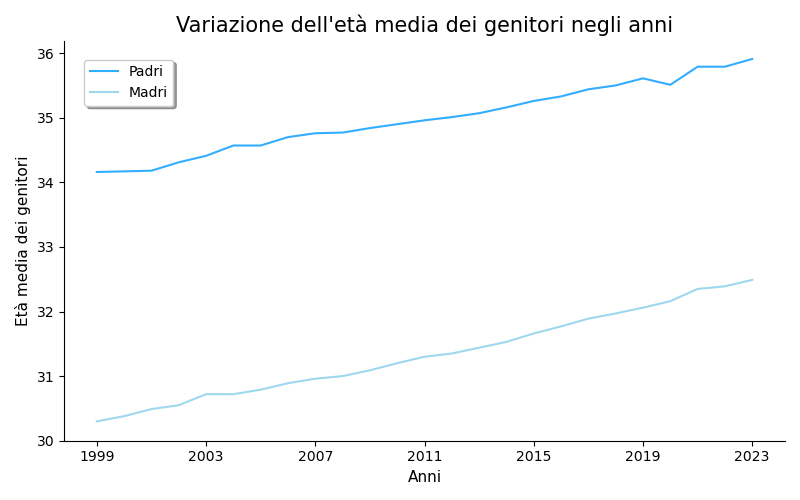 Variazione dell'età media dei genitori negli anni
Padri
Madri
Età media dei genitori
36
35
34
33
32
31
30
1999 2003 2007 2011 2015 2019 2023
Anni